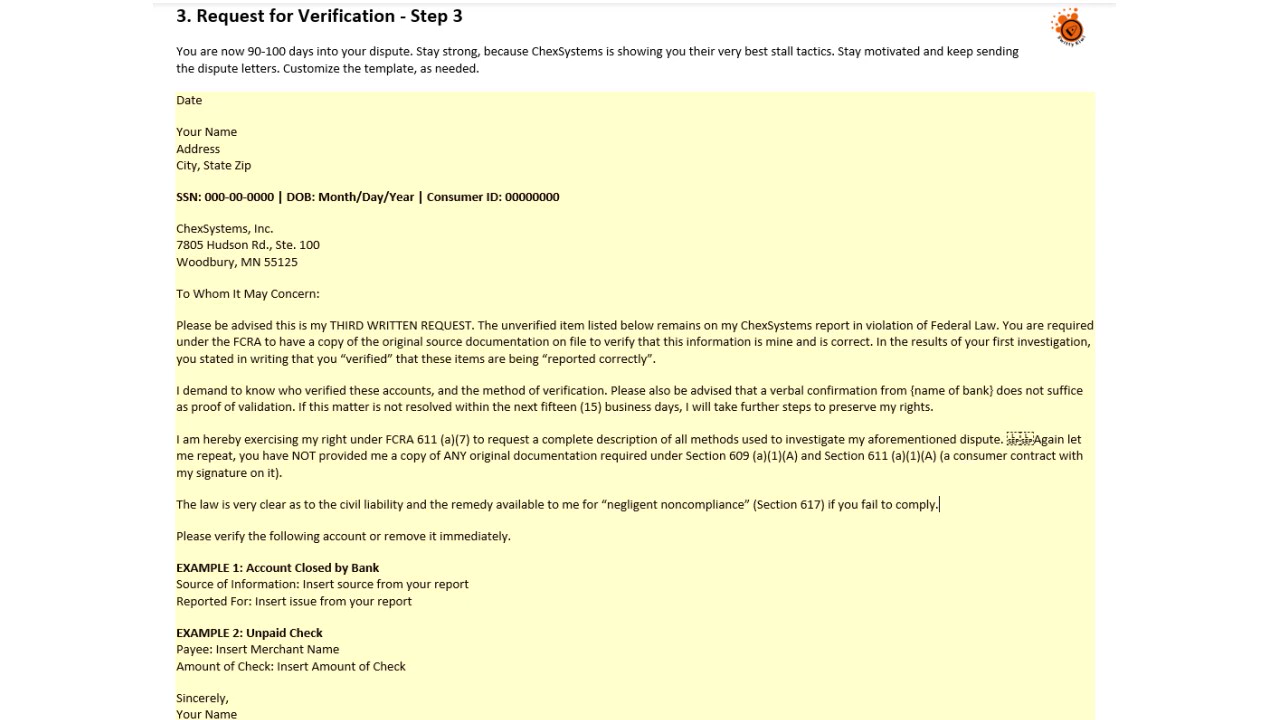 3. Request for Verification - Step 3
You are now 90-100 days into your dispute. Stay strong, because ChexSystems is showing you their very best stall tactics. Stay motivated and keep sending
the dispute letters. Customize the template, as needed.
Date
Your Name
Address
City, State Zip
SSN: 000-00-0000 | DOB: Month/Day/Year | Consumer ID: 00000000
ChexSystems, Inc.
7805 Hudson Rd., Ste. 100
Woodbury, MN 55125
To Whom It May Concern:
Please be advised this is my THIRD WRITTEN REQUEST. The unverified item listed below remains on my ChexSystems report in violation of Federal Law. You are required
under the FCRA to have a copy of the original source documentation on file to verify that this information is mine and is correct. In the results of your first investigation,
you stated in writing that you “verified” that these items are being “reported correctly”.
I demand to know who verified these accounts, and the method of verification. Please also be advised that a verbal confirmation from {name of bank} does not suffice
as proof of validation. If this matter is not resolved within the next fifteen (15) business days, I will take further steps to preserve my rights.
I am hereby exercising my right under FCRA 611 (a)(7) to request a complete description of all methods used to investigate my aforementioned dispute. Again let
me repeat, you have NOT provided me a copy of ANY original documentation required under Section 609 (a)(1)(A) and Section 611 (a)(1)(A) (a consumer contract with
my signature on it).
The law is very clear as to the civil liability and the remedy available to me for “negligent noncompliance” (Section 617) if you fail to comply.
Please verify the following account or remove it immediately.
EXAMPLE 1: Account Closed by Bank
Source of Information: Insert source from your report
Reported For: Insert issue from your report
EXAMPLE 2: Unpaid Check
Payee: Insert Merchant Name
Amount of Check: Insert Amount of Check
Sincerely,
Your Name